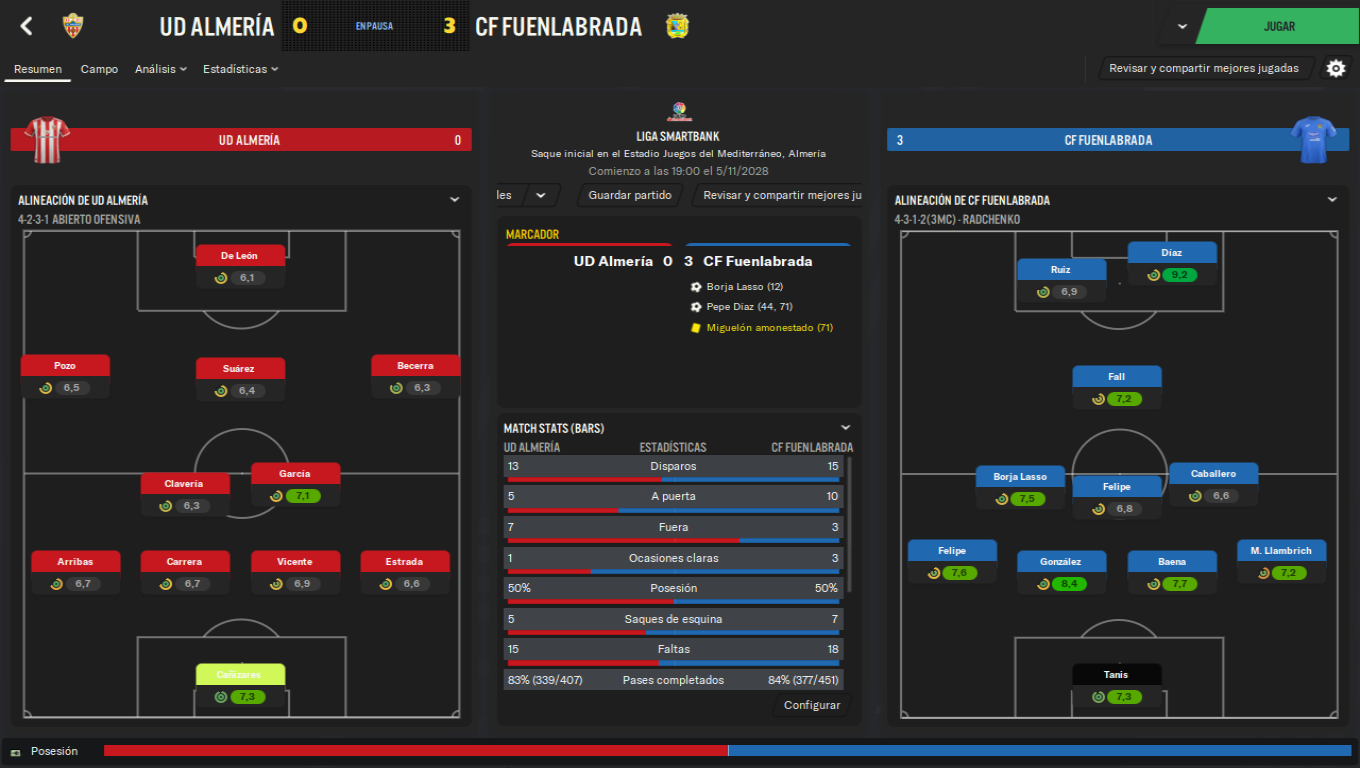 UD ALMERÍA 0 EN PAUSA 3 CF FUENLABRADA
JUGAR
Resumen Campo Análisis Estadísticas
Revisar y compartir mejores jugadas
UD ALMERÍA 0
ALINEACIÓN DE UD ALMERÍA
4-2-3-1 ABIERTO OFENSIVA
De León
6,1
Pozo
6,5
Suárez
6,4
Becerra
6,3
Clavería
6,3
García
7,1
Arribas
6,7
Carrera
6,7
Vicente
6,9
Estrada
6,6
Cañizares
7,3
LIGA SMARTBANK
Saque inicial en el Estadio Juegos del Mediterráneo, Almería
Comienzo a las 19:00 el 5/11/2028
les
Guardar partido
Revisar y compartir mejores ju
MARCADOR
UD Almería 0 3 CF Fuenlabrada
Borja Lasso (12)
Pepe Díaz (44, 71)
Miguelón amonestado (71)
MATCH STATS (BARS)
UD ALMERÍA ESTADÍSTICAS CF FUENLABRADA
13 Disparos 15
5 A puerta 10
7 Fuera 3
1 Ocasiones claras 3
50% Posesión 50%
5 Saques de esquina 7
15 Faltas 18
83% (339/407) Pases completados 84% (377/451)
Configurar
3 CF FUENLABRADA
ALINEACIÓN DE CF FUENLABRADA
4-3-1-2 (3MC) - RADCHENKO
Díaz
9,2
Ruiz
6,9
Fall
7,2
Borja Lasso
7,5
Felipe
6,8
Caballero
6,6
Felipe
7,6
González
8,4
Baena
7,7
M. Llambrich
7,2
Tanis
7,3
Posesión